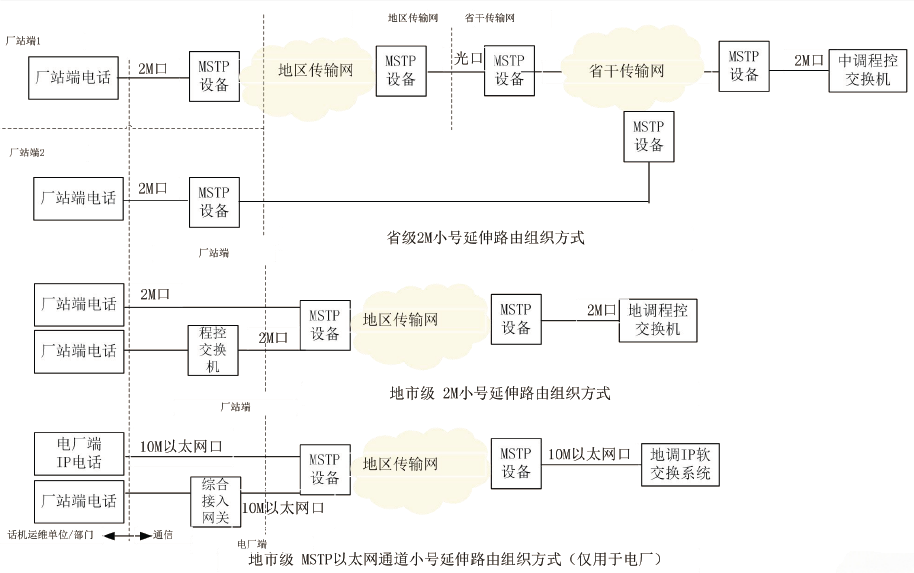 地区传输网
省干传输网
厂站端1
厂站端电话
2M口
MSTP
设备
地区传输网
MSTP
设备
光口
MSTP
设备
省干传输网
MSTP
设备
2M口
中调程控
交换机
MSTP
设备
厂站端2
厂站端电话
2M口
MSTP
设备
省级2M小号延伸路由组织方式
厂站端
厂站端电话
2M口
MSTP
设备
地区传输网
MSTP
设备
2M口
地调程控
交换机
厂站端电话
程控
交换
机
2M口
地市级 2M小号延伸路由组织方式
厂站端
电厂端
IP电话
10M以太网口
MSTP
设备
地区传输网
MSTP
设备
10M以太网口
地调IP软
交换系统
厂站端电话
综合
接入
网关
10M以太网口
话机运维单位/部门
通信
电厂端
地市级 MSTP以太网通道小号延伸路由组织方式（仅用于电厂）